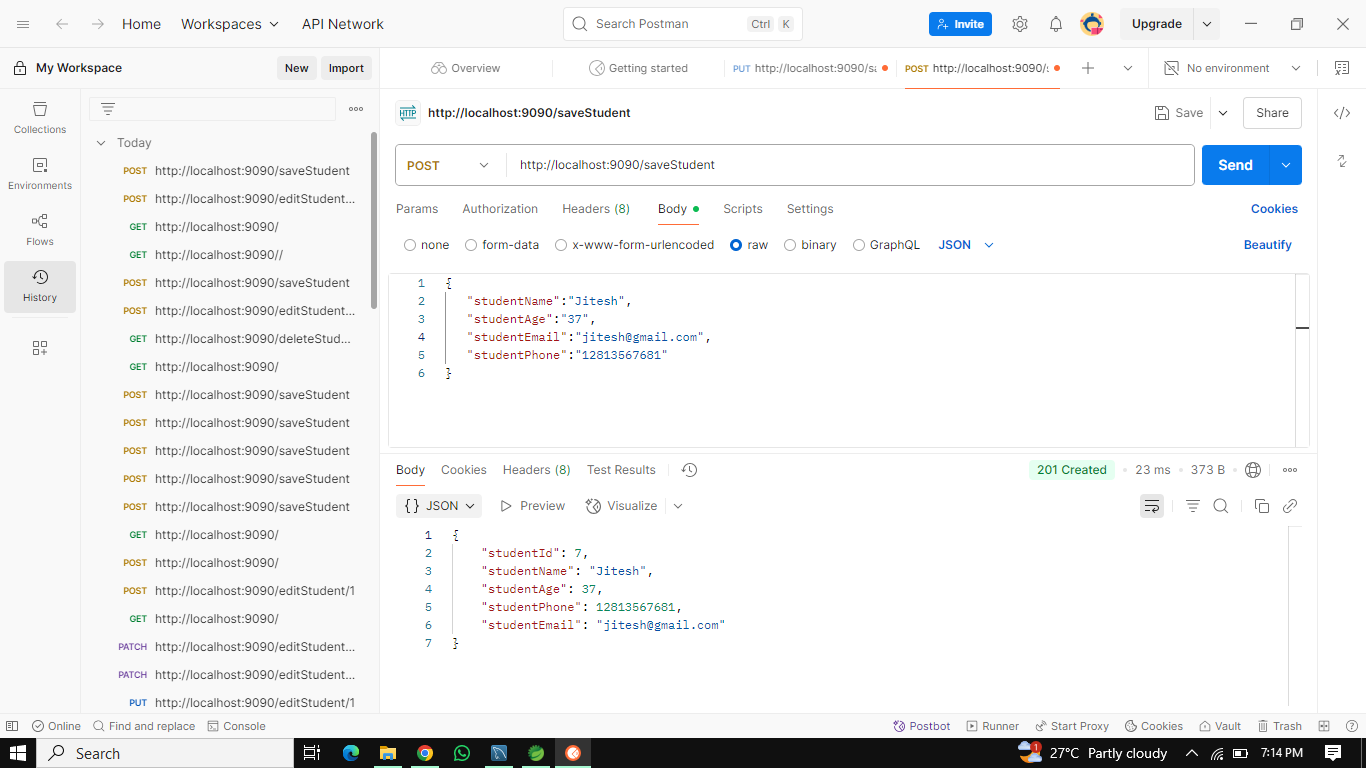 Home Workspaces API Network Search Postman Ctrl K Invite Upgrade
My Workspace New Import Overview Getting started PUT http://localhost:9090/sa POST http://localhost:9090/s No environment
Collections
Environments
Flows
History
Today
POST http://localhost:9090/saveStudent
POST http://localhost:9090/editStudent...
GET http://localhost:9090/
GET http://localhost:9090//
POST http://localhost:9090/saveStudent
POST http://localhost:9090/editStudent...
GET http://localhost:9090/deleteStud...
GET http://localhost:9090/
POST http://localhost:9090/saveStudent
POST http://localhost:9090/saveStudent
POST http://localhost:9090/saveStudent
POST http://localhost:9090/saveStudent
POST http://localhost:9090/saveStudent
GET http://localhost:9090/
POST http://localhost:9090/
POST http://localhost:9090/editStudent/1
GET http://localhost:9090/
PATCH http://localhost:9090/editStudent...
PATCH http://localhost:9090/editStudent...
PUT http://localhost:9090/editStudent/1
HTTP http://localhost:9090/saveStudent Save Share
POST http://localhost:9090/saveStudent Send
Params Authorization Headers (8) Body Scripts Settings Cookies
none form-data x-www-form-urlencoded raw binary GraphQL JSON Beautify
1 {
2 "studentName":"Jitesh",
3 "studentAge":"37",
4 "studentEmail":"jitesh@gmail.com",
5 "studentPhone":"12813567681"
6 }
Body Cookies Headers (8) Test Results 201 Created 23 ms 373 B
{} JSON Preview Visualize
1 {
2 "studentId": 7,
3 "studentName": "Jitesh",
4 "studentAge": 37,
5 "studentPhone": 12813567681,
6 "studentEmail": "jitesh@gmail.com"
7 }
Online Find and replace Console Postbot Runner Start Proxy Cookies Vault Trash
Search 1 27°C Partly cloudy 7:14 PM